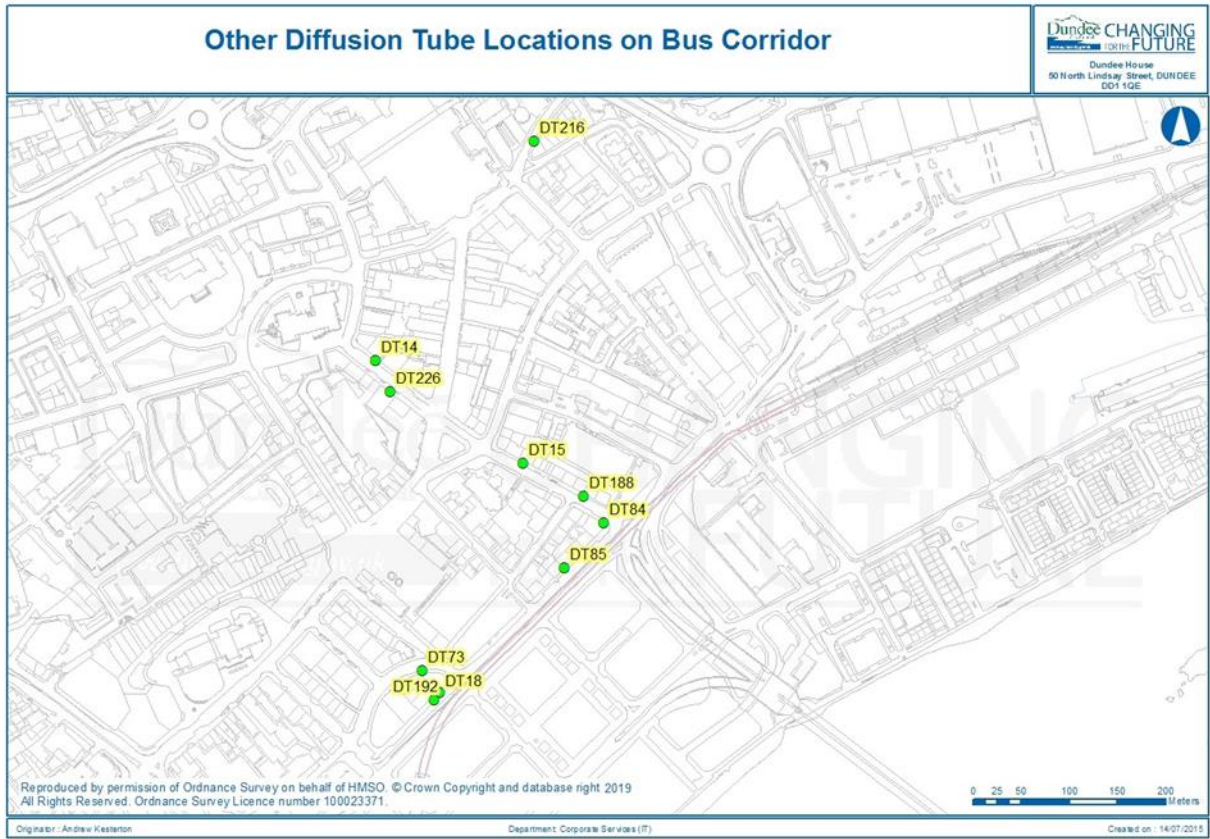 Other Diffusion Tube Locations on Bus Corridor
Dundee CHANGING
FOR THE FUTURE
Dundee House
50 North Lindsay Street, DUNDEE
DD1 1QE
DT216
DT14
DT226
DT15
DT188
DT84
DT85
DT73
DT18
DT192
Reproduced by permission of Ordnance Survey on behalf of HMSO. © Crown Copyright and database right 2019
All Rights Reserved. Ordnance Survey Licence number 100023371.
0 25 50 100 150 200
Meters
Originator : Andrew Kesterton
Department: Corporate Services (IT)
Created on : 14/07/2015